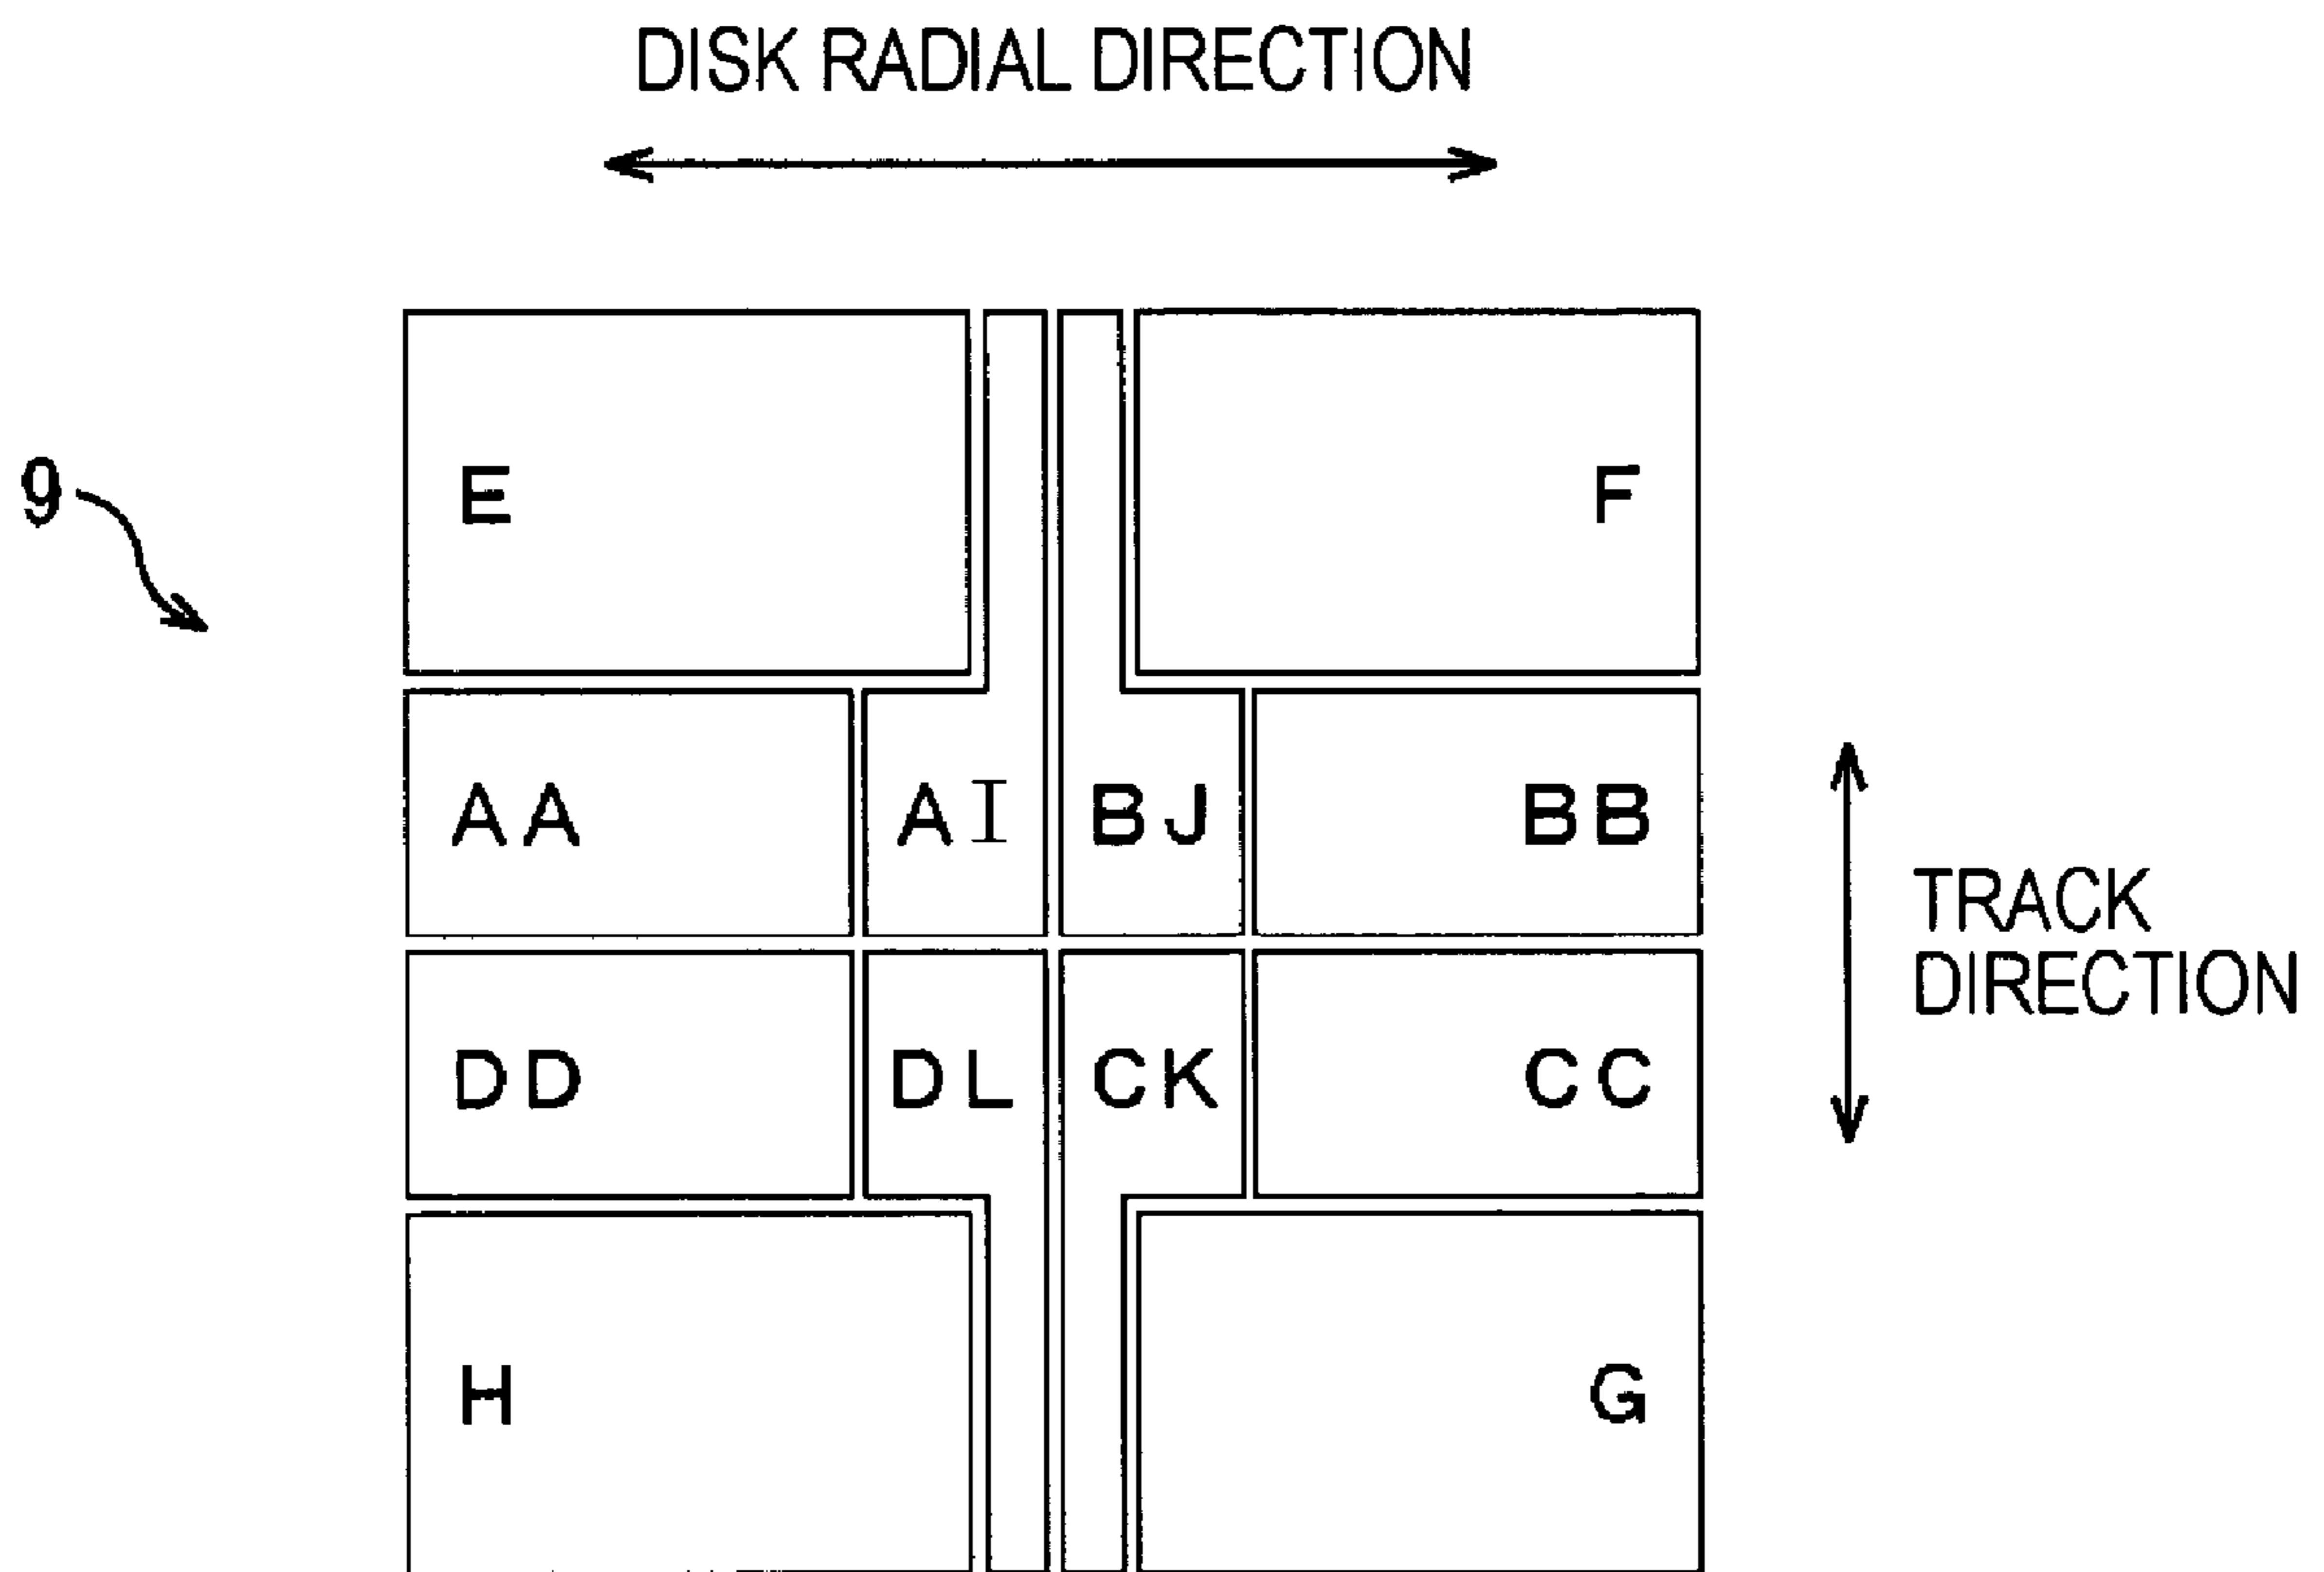 DISK RADIAL DIRECTION
9
E
F
AA
AI
BJ
BB
TRACK
DIRECTION
DD
DL
CK
CC
H
G